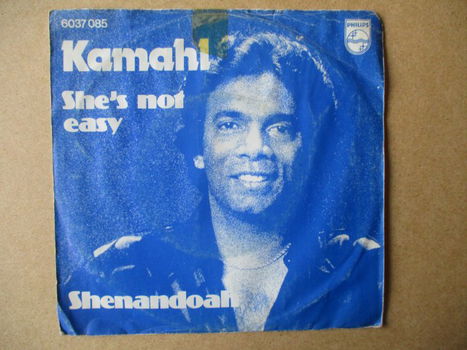 6037 085
PHILIPS
Kamahl
She's not
easy
Shenandoah